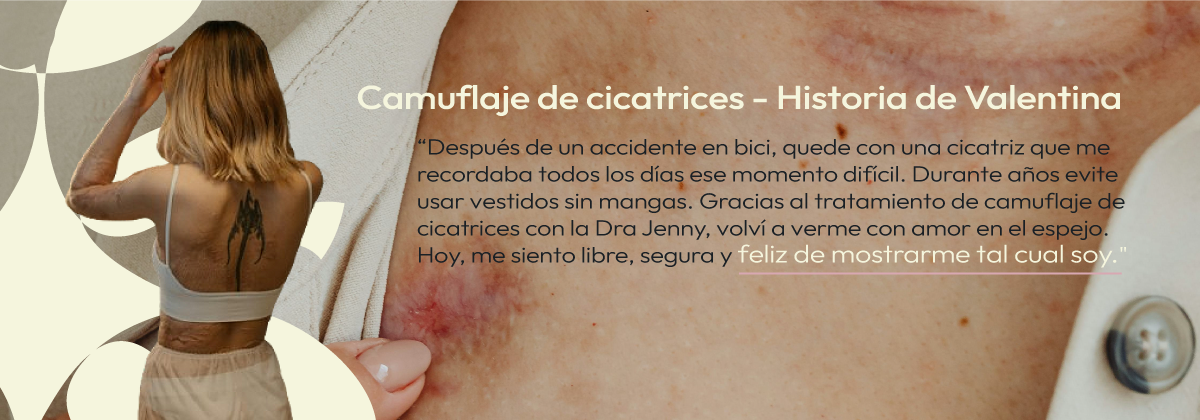 Camuflaje de cicatrices - Historia de Valentina
“Después de un accidente en bici, quede con una cicatriz que me
recordaba todos los días ese momento difícil. Durante años evite
usar vestidos sin mangas. Gracias al tratamiento de camuflaje de
cicatrices con la Dra Jenny, volví a verme con amor en el espejo.
Hoy, me siento libre, segura y feliz de mostrarme tal cual soy."